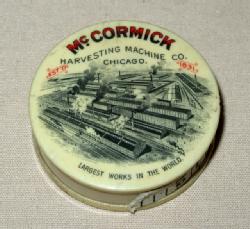 McCORMICK
HARVESTING MACHINE CO.
EST'D 1831
CHICAGO.
LARGEST WORKS IN THE WORLD.